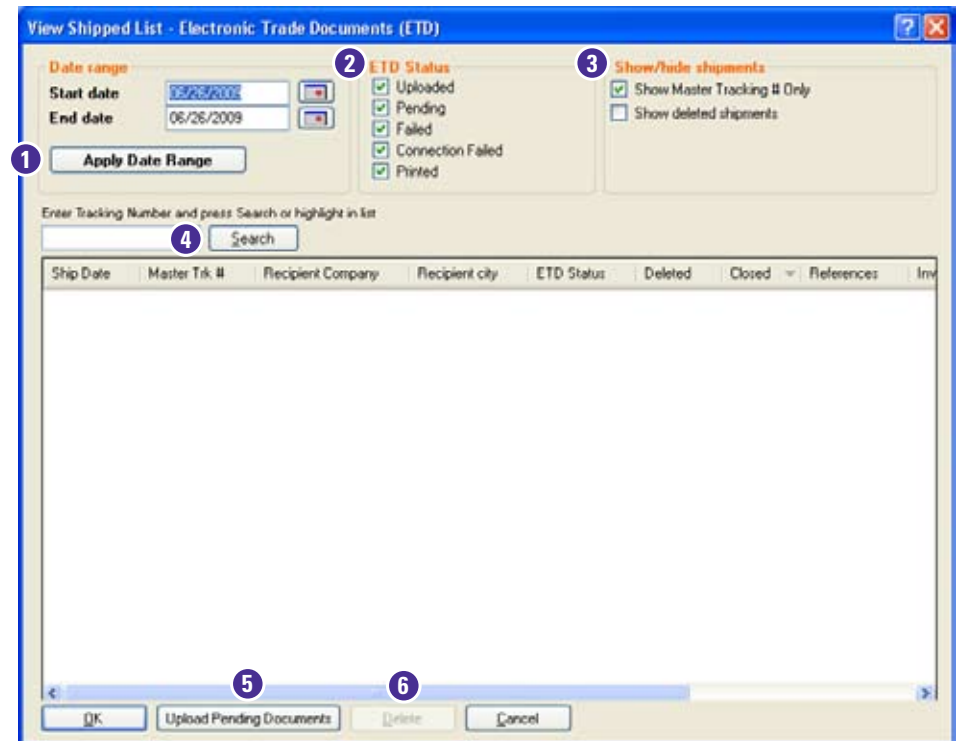 View Shipped List - Electronic Trade Documents (ETD)
Date range
Start date 06/26/2009
End date 06/26/2009
1 Apply Date Range
2 ETD Status
Uploaded
Pending
Failed
Connection Failed
Printed
3 Show/hide shipments
Show Master Tracking # Only
Show deleted shipments
Enter Tracking Number and press Search or highlight in list
4 Search
Ship Date Master Trk # Recipient Company Recipient city ETD Status Deleted Closed References Inv
5 6
OK Upload Pending Documents Delete Cancel